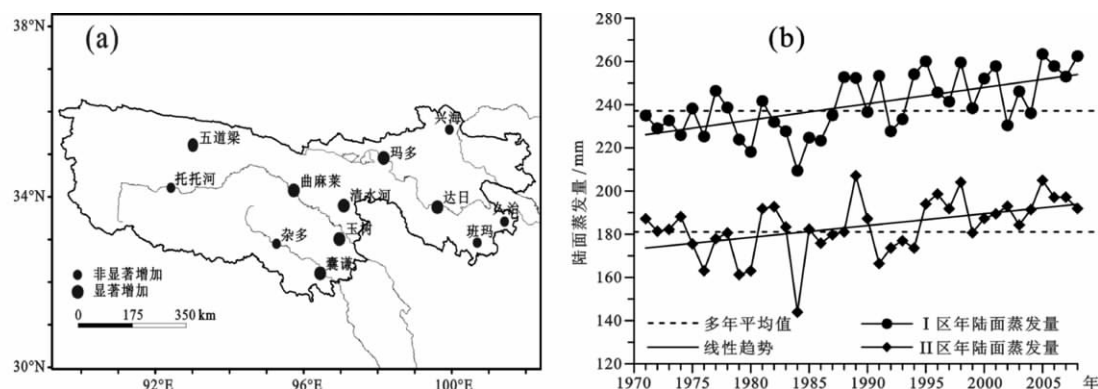 (a)
38°N
34°N
30°N
92°E
96°E
100°E
五道梁
托托河
曲麻莱
玛多
兴海
清水河
达日
久治
玉树
班玛
杂多
囊谦
非显著增加
显著增加
0 175 350 km
(b)
陆面蒸发量/mm
280
260
240
220
200
180
160
140
120
多年平均值
I区年陆面蒸发量
线性趋势
II区年陆面蒸发量
1970 1975 1980 1985 1990 1995 2000 2005 年